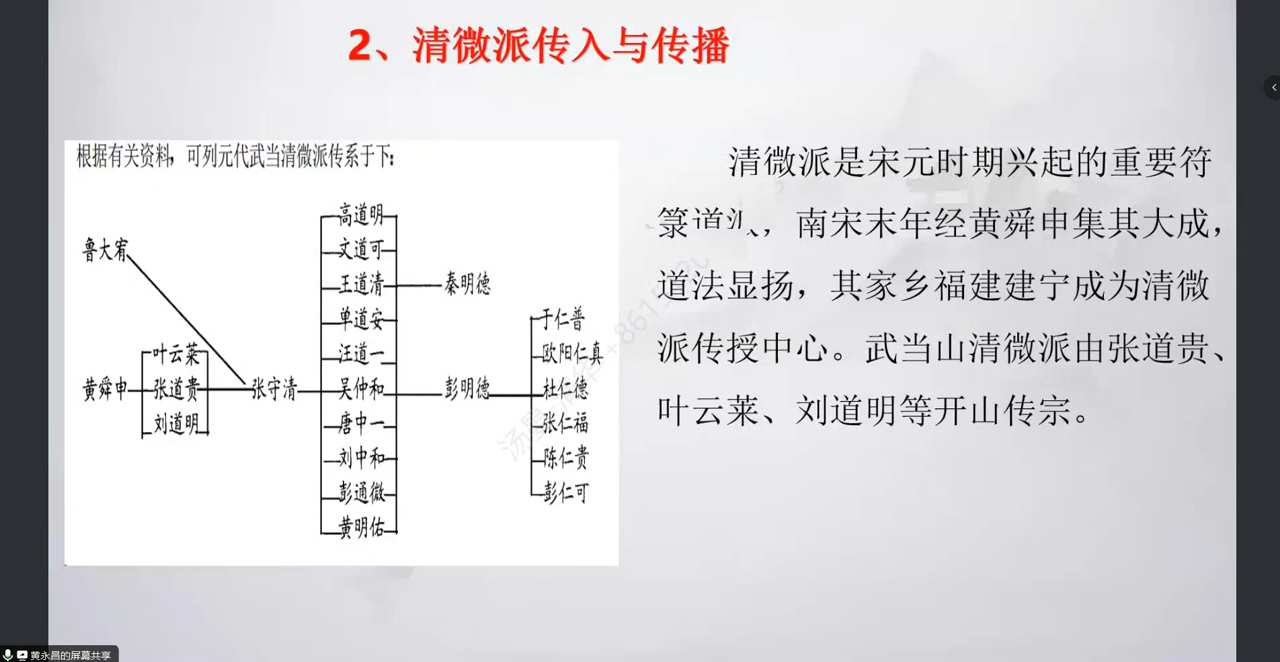 2、清微派传入与传播
根据有关资料，可列元代武当清微派传系于下：
鲁大宥
黄舜申
叶云莱
张道贵
刘道明
张守清
高道明
文道可
王道清
单道安
汪道一
吴仲和
唐中一
刘中和
彭通微
黄明佑
秦明德
彭明德
于仁普
欧阳仁真
杜仁德
张仁福
陈仁贵
彭仁可
清微派是宋元时期兴起的重要符
箓道派，南宋末年经黄舜申集其大成，
道法显扬，其家乡福建建宁成为清微
派传授中心。武当山清微派由张道贵、
叶云莱、刘道明等开山传宗。
黄永昌的屏幕共享